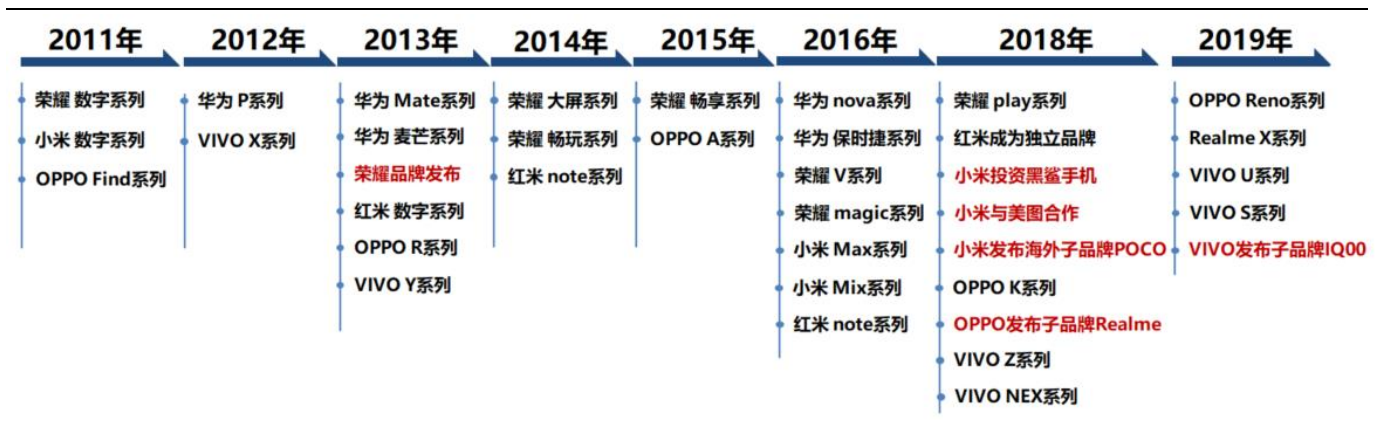 2011年
荣耀 数字系列
小米 数字系列
OPPO Find系列
2012年
华为 P系列
VIVO X系列
2013年
华为 Mate系列
华为 麦芒系列
荣耀品牌发布
红米 数字系列
OPPO R系列
VIVO Y系列
2014年
荣耀 大屏系列
荣耀 畅玩系列
红米 note系列
2015年
荣耀 畅享系列
OPPO A系列
2016年
华为 nova系列
华为 保时捷系列
荣耀 V系列
荣耀 magic系列
小米 Max系列
小米 Mix系列
红米 note系列
2018年
荣耀 play系列
红米成为独立品牌
小米投资黑鲨手机
小米与美图合作
小米发布海外子品牌POCO
OPPO K系列
OPPO发布子品牌Realme
VIVO Z系列
VIVO NEX系列
2019年
OPPO Reno系列
Realme X系列
VIVO U系列
VIVO S系列
VIVO发布子品牌IQ00